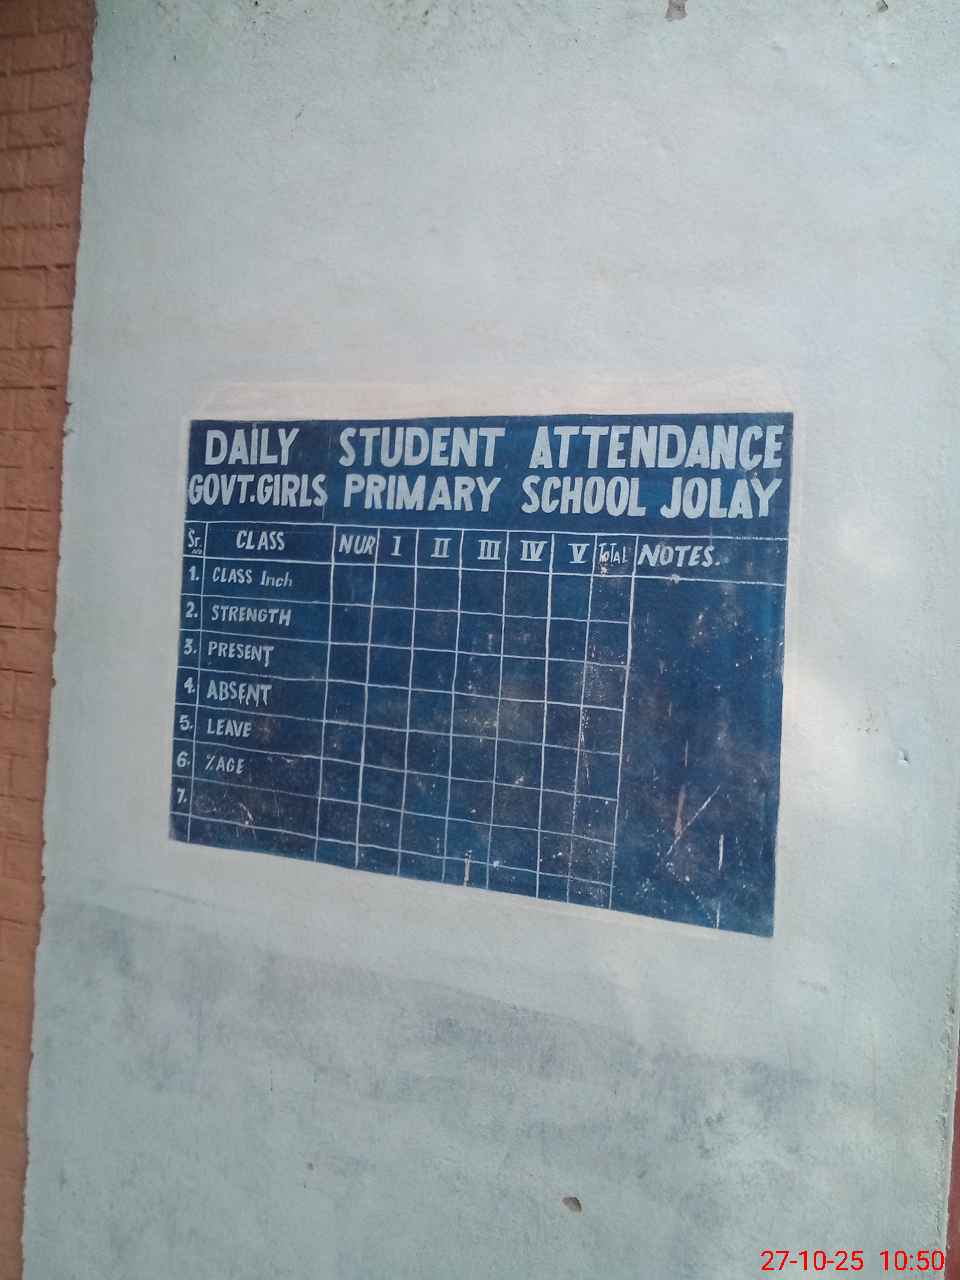 DAILY STUDENT ATTENDANCE
GOVT.GIRLS PRIMARY SCHOOL JOLAY
Sr. CLASS NUR I II III IV V TOTAL NOTES.
1. CLASS Inch
2. STRENGTH
3. PRESENT
4. ABSENT
5. LEAVE
6. %AGE
7.
27-10-25 10:50